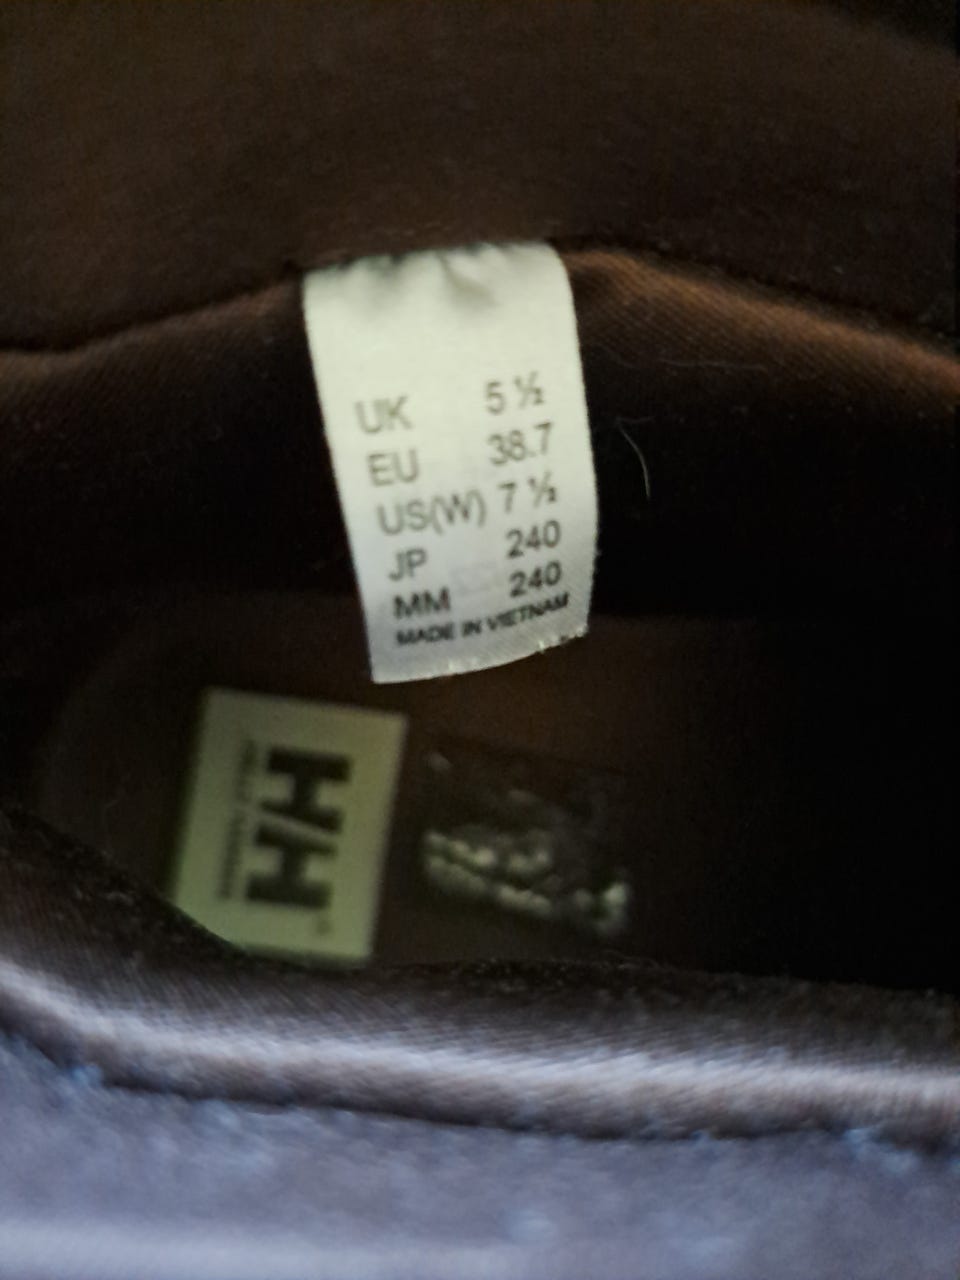 UK 5 ½
EU 38.7
US(W) 7 ½
JP 240
MM 240
MADE IN VIETNAM
HH